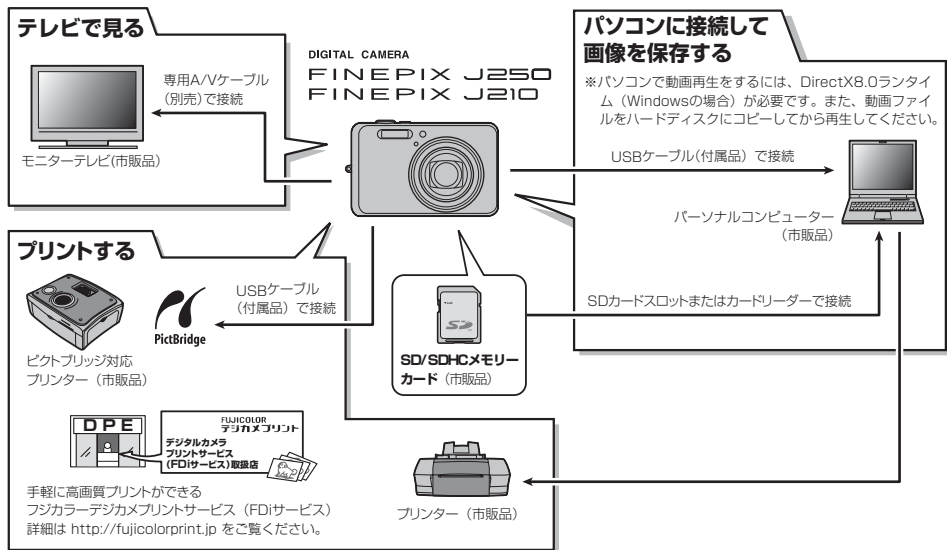 テレビで見る
専用A/Vケーブル
(別売)で接続
モニターテレビ(市販品)
DIGITAL CAMERA
FINEPIX J250
FINEPIX J210
パソコンに接続して
画像を保存する
※パソコンで動画再生をするには、DirectX8.0ランタイ
ム（Windowsの場合）が必要です。また、動画ファイ
ルをハードディスクにコピーしてから再生してください。
USBケーブル(付属品）で接続
パーソナルコンピューター
（市販品）
SDカードスロットまたはカードリーダーで接続
プリントする
USBケーブル
（付属品）で接続
PictBridge
ピクトブリッジ対応
プリンター（市販品）
SD
SD/SDHCメモリー
カード（市販品）
DPE
FUJICOLOR
デジカメプリント
デジタルカメラ
プリントサービス
(FDiサービス)取扱店
手軽に高画質プリントができる
フジカラーデジカメプリントサービス（FDiサービス）
詳細は http://fujicolorprint.jp をご覧ください。
プリンター（市販品）